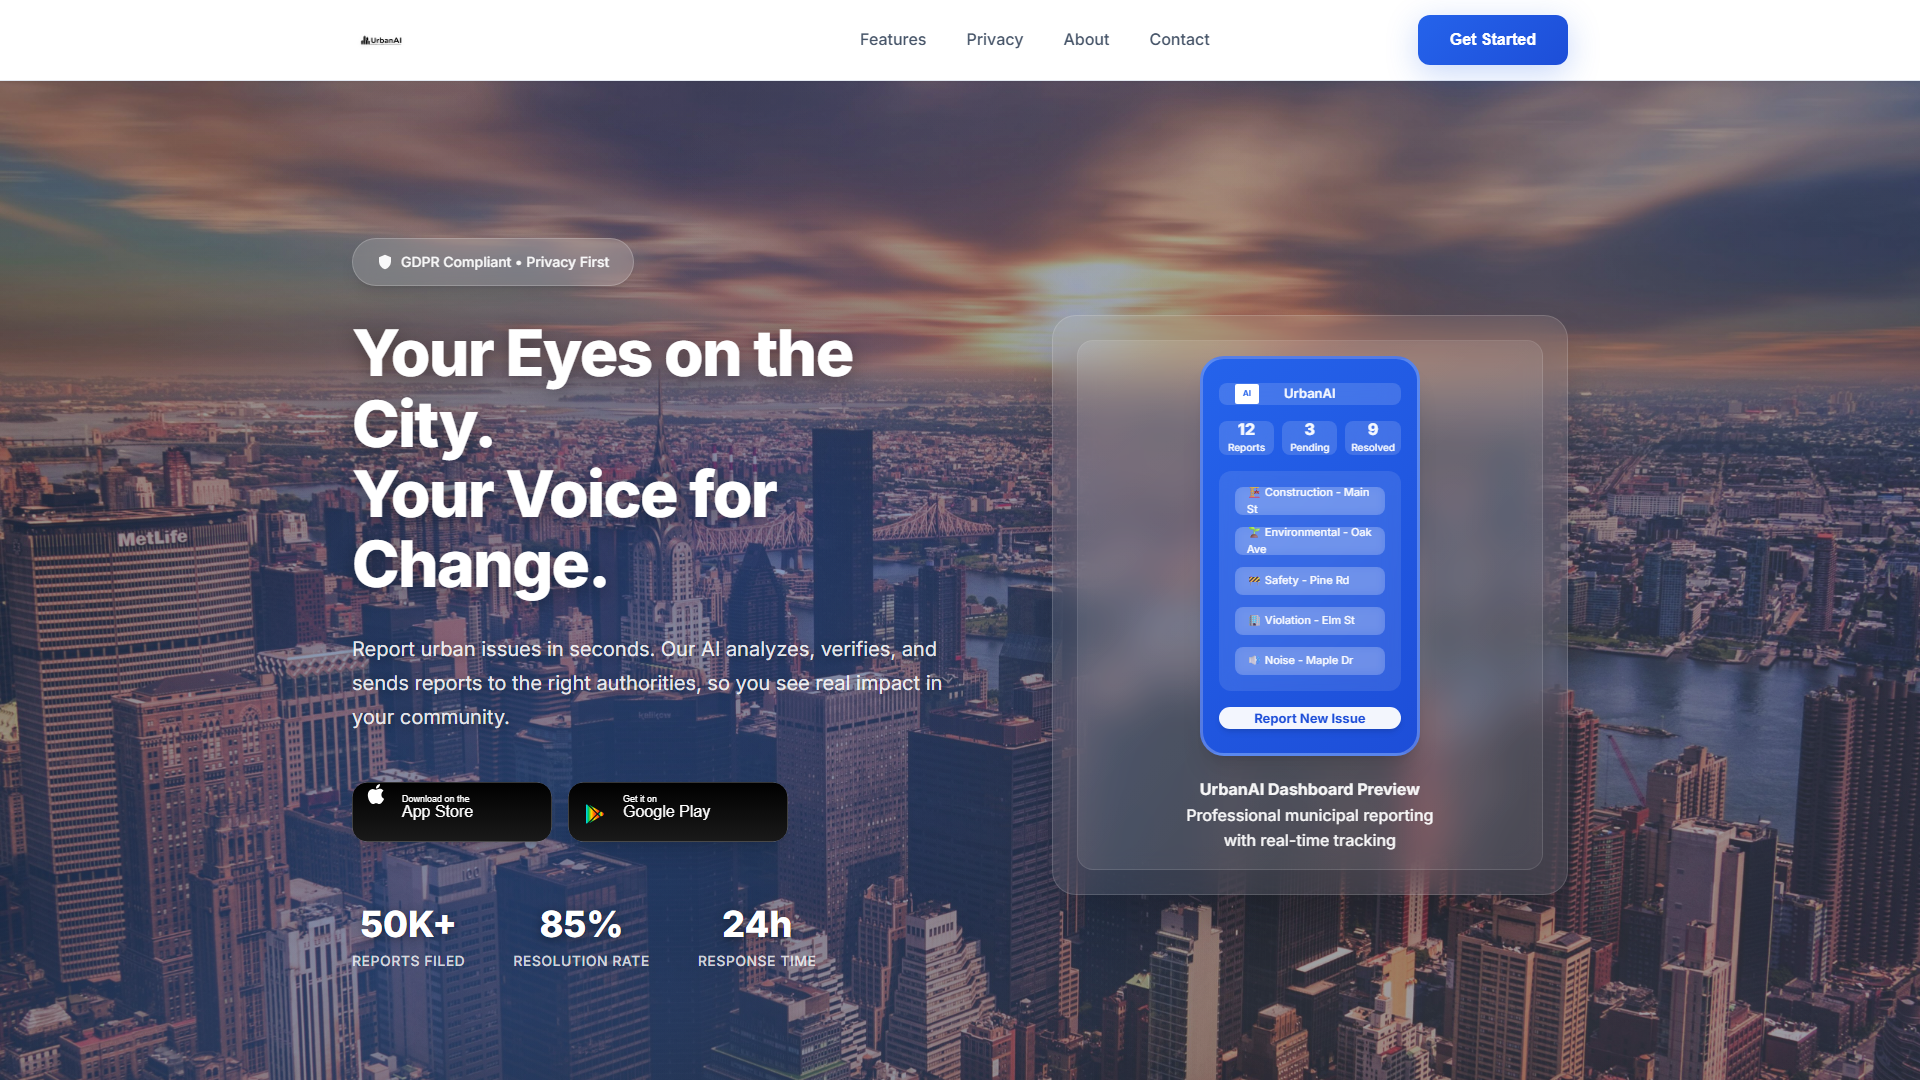 UrbanAI
Features
Privacy
About
Contact
Get Started
GDPR Compliant • Privacy First
Your Eyes on the
City.
Your Voice for
Change.
Report urban issues in seconds. Our AI analyzes, verifies, and
sends reports to the right authorities, so you see real impact in
your community.
Download on the
App Store
Get it on
Google Play
50K+
REPORTS FILED
85%
RESOLUTION RATE
24h
RESPONSE TIME
MetLife
AI
UrbanAI
12
Reports
3
Pending
9
Resolved
Construction - Main
St
Environmental - Oak
Ave
Safety - Pine Rd
Violation - Elm St
Noise - Maple Dr
Report New Issue
UrbanAI Dashboard Preview
Professional municipal reporting
with real-time tracking